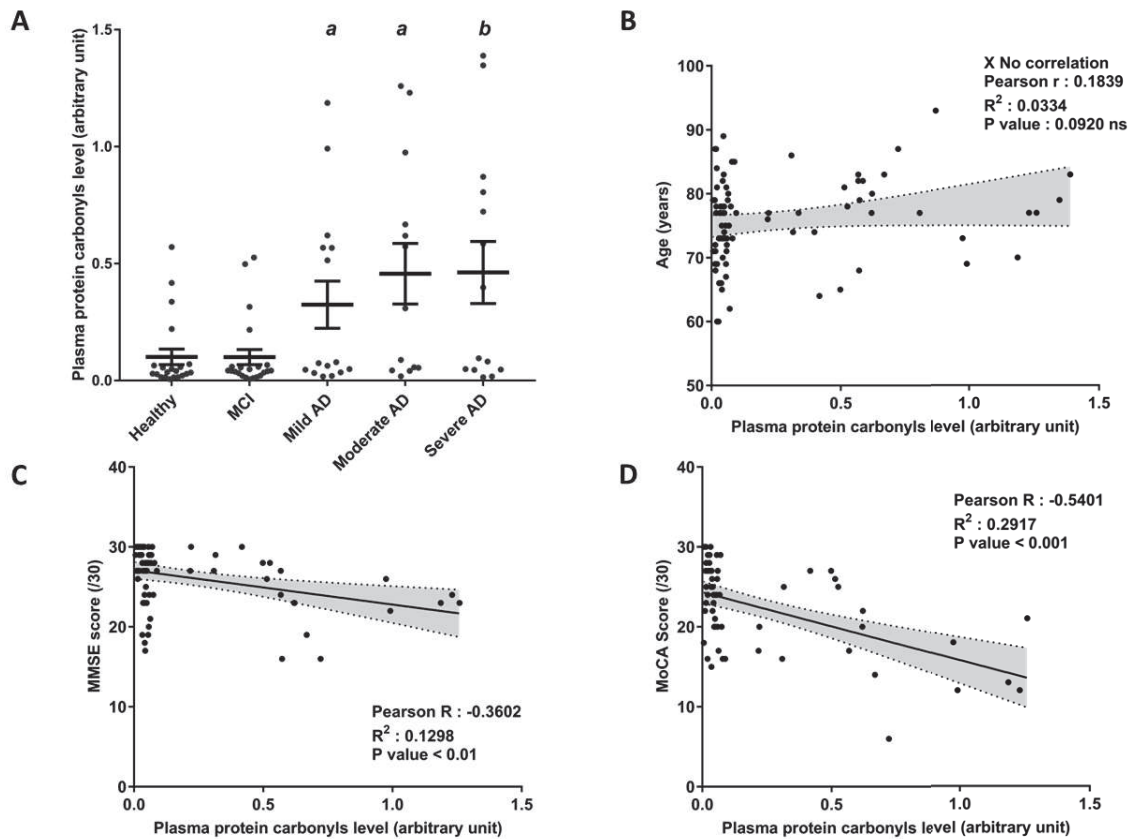 A
Plasma protein carbonyls level (arbitrary unit)
1.5
1.0
0.5
0.0
a
a
b
Healthy
MCI
Mild AD
Moderate AD
Severe AD
B
Age (years)
100
90
80
70
60
50
X No correlation
Pearson r : 0.1839
R² : 0.0334
P value : 0.0920 ns
0.0
0.5
1.0
1.5
Plasma protein carbonyls level (arbitrary unit)
C
MMSE score (/30)
40
30
20
10
0
Pearson R : -0.3602
R² : 0.1298
P value < 0.01
0.0
0.5
1.0
1.5
Plasma protein carbonyls level (arbitrary unit)
D
MoCA Score (/30)
40
30
20
10
0
Pearson R : -0.5401
R² : 0.2917
P value < 0.001
0.0
0.5
1.0
1.5
Plasma protein carbonyls level (arbitrary unit)